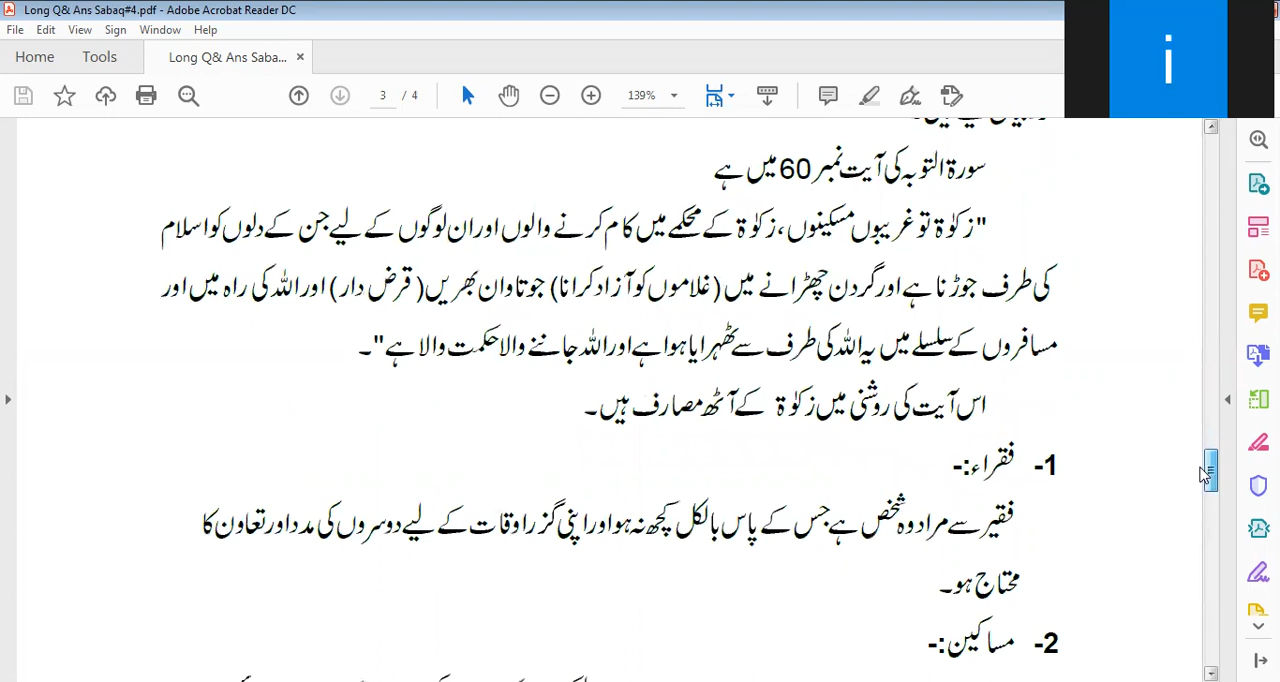 Long Q& Ans Sabaq#4.pdf - Adobe Acrobat Reader DC
File Edit View Sign Window Help
Home Tools Long Q& Ans Saba... ×
3 / 4 139%
i
سورۃ التوبہ کی آیت نمبر 60 میں ہے
"زکوٰۃ تو غریبوں مسکینوں، زکوٰۃ کے محکمے میں کام کرنے والوں اور ان لوگوں کے لیے جن کے دلوں کو اسلام
کی طرف جوڑنا ہے اور گردن چھڑانے میں (غلاموں کو آزاد کرانا) جو تاوان بھریں( قرض دار) اور اللہ کی راہ میں اور
مسافروں کے سلسلے میں یہ اللہ کی طرف سے ٹھہرایا ہوا ہے اور اللہ جاننے والا حکمت والا ہے"۔
اس آیت کی روشنی میں زکوٰۃ کے آٹھ مصارف ہیں۔
1- فقراء:-
فقیر سے مراد وہ شخص ہے جس کے پاس بالکل کچھ نہ ہو اور اپنی گزر اوقات کے لیے دوسروں کی مدد اور تعاون کا
محتاج ہو۔
2- مساکین:-